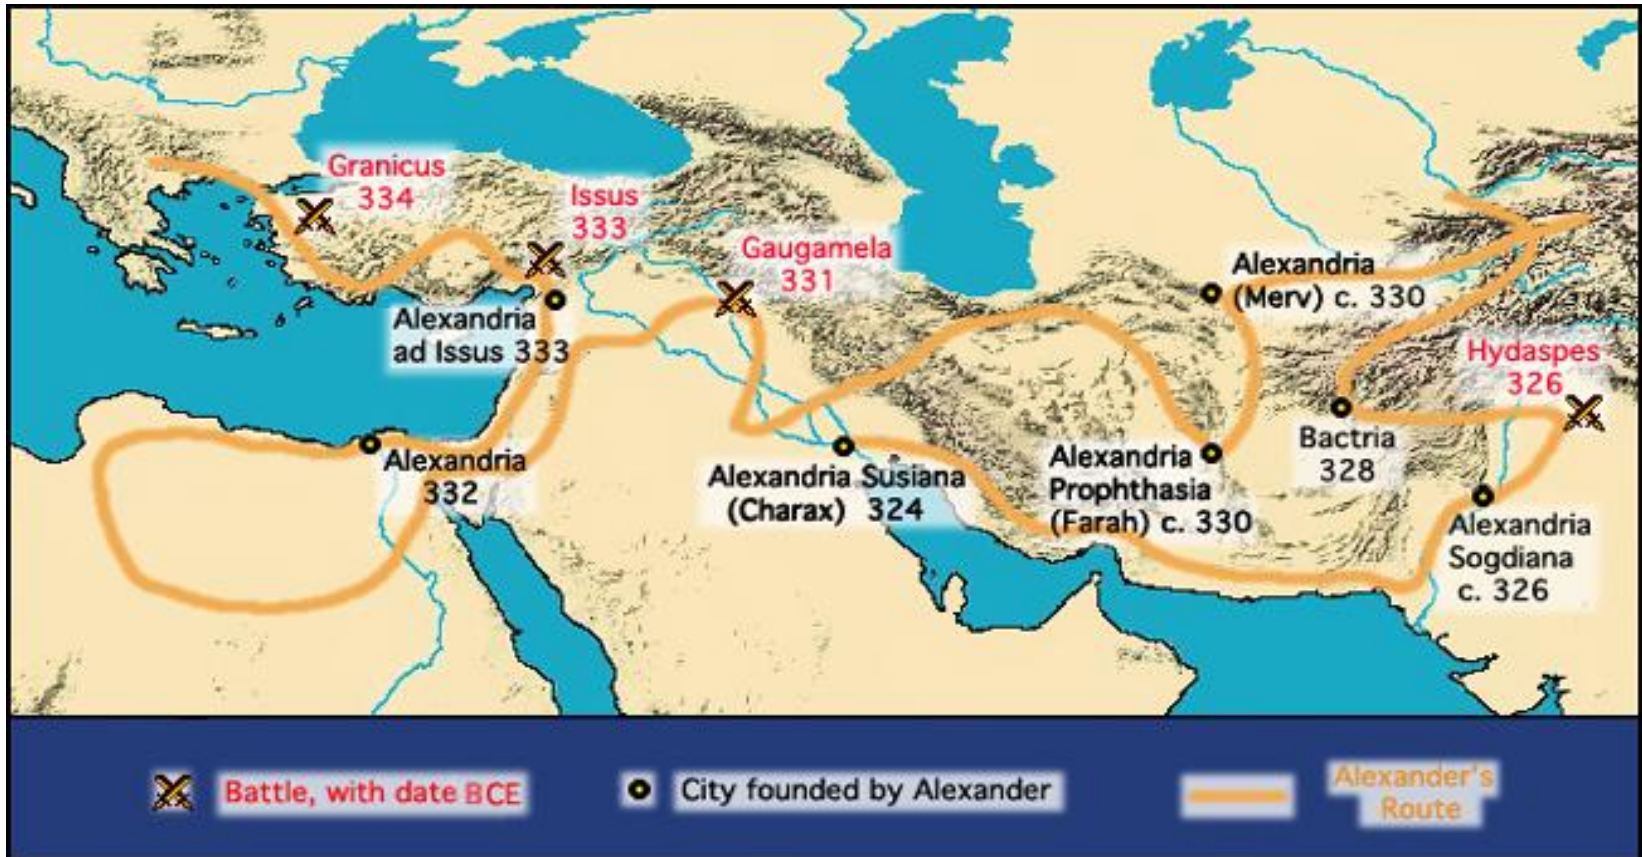 Granicus
334
Issus
333
Gaugamela
331
Alexandria
(Merv) c. 330
Alexandria
ad Issus 333
Hydaspes
326
Alexandria
332
Alexandria Susiana
(Charax) 324
Alexandria
Prophthasia
(Farah) c. 330
Bactria
328
Alexandria
Sogdiana
c. 326
Battle, with date BCE
City founded by Alexander
Alexander's
Route